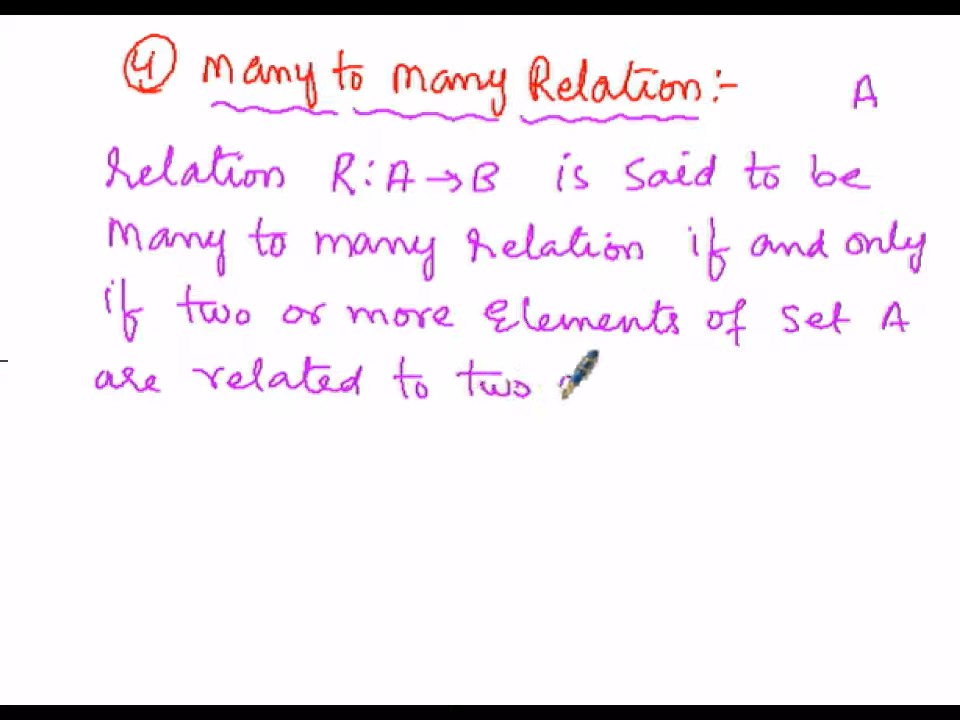 ④ Many to many Relation:- A
relation R:A→B is said to be
Many to many relation if and only
if two or more Elements of set A
are related to two